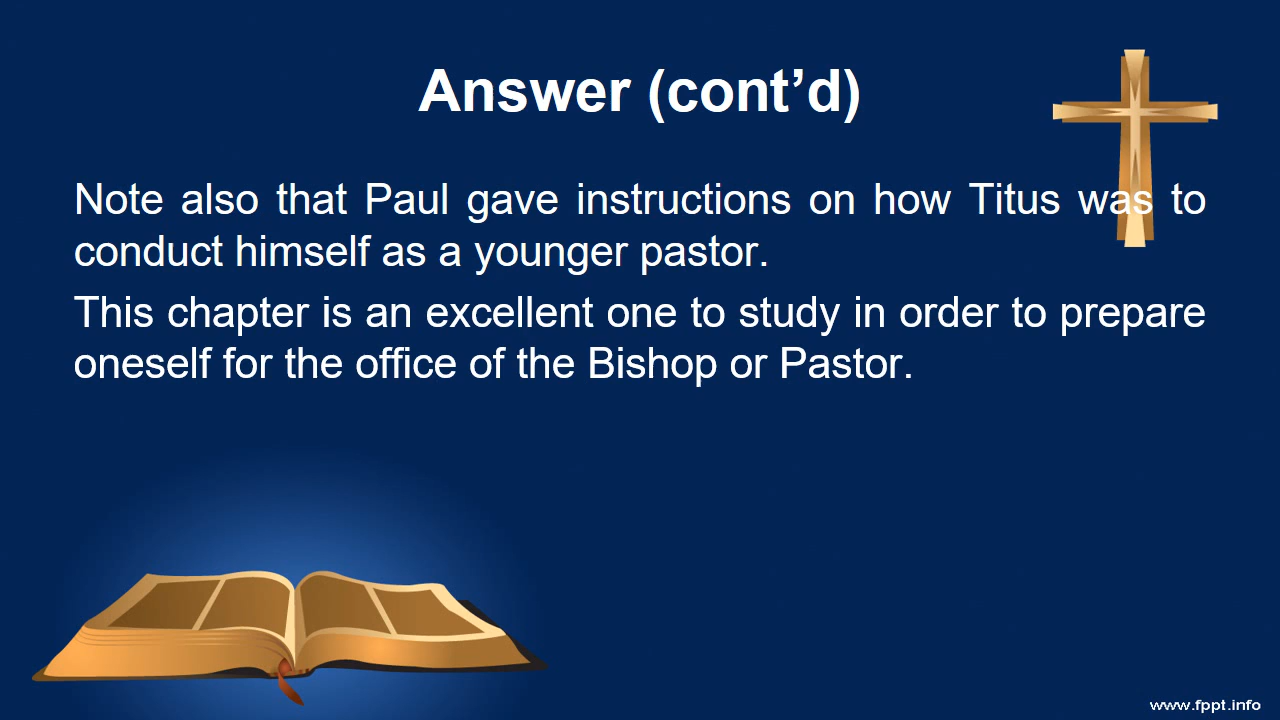 Answer (cont’d)
Note also that Paul gave instructions on how Titus was to
conduct himself as a younger pastor.
This chapter is an excellent one to study in order to prepare
oneself for the office of the Bishop or Pastor.
www.fppt.info